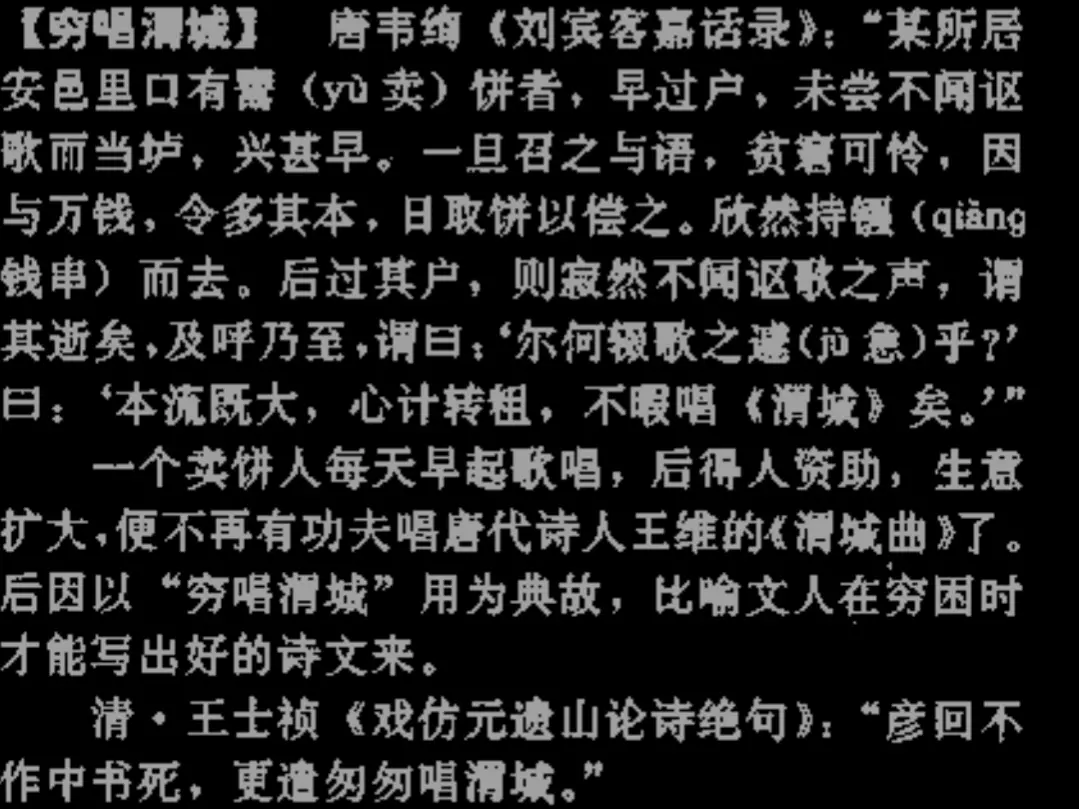 【穷唱渭城】 唐韦绚《刘宾客嘉话录》：“某所居
安邑里口有鬻（yù 卖）饼者，早过户，未尝不闻讴
歌而当垆，兴甚早。一旦召之与语，贫窘可怜，因
与万钱，令多其本，日取饼以偿之。欣然持镪（qiǎng
钱串）而去。后过其户，则寂然不闻讴歌之声，谓
其逝矣，及呼乃至，谓曰：‘尔何辍歌之遽（jù 急）乎？’
曰：‘本流既大，心计转粗，不暇唱《渭城》矣。’”
一个卖饼人每天早起歌唱，后得人资助，生意
扩大，便不再有功夫唱唐代诗人王维的《渭城曲》了。
后因以“穷唱渭城”用为典故，比喻文人在穷困时
才能写出好的诗文来。
清·王士祯《戏仿元遗山论诗绝句》：“彦回不
作中书死，更遣匆匆唱渭城。”